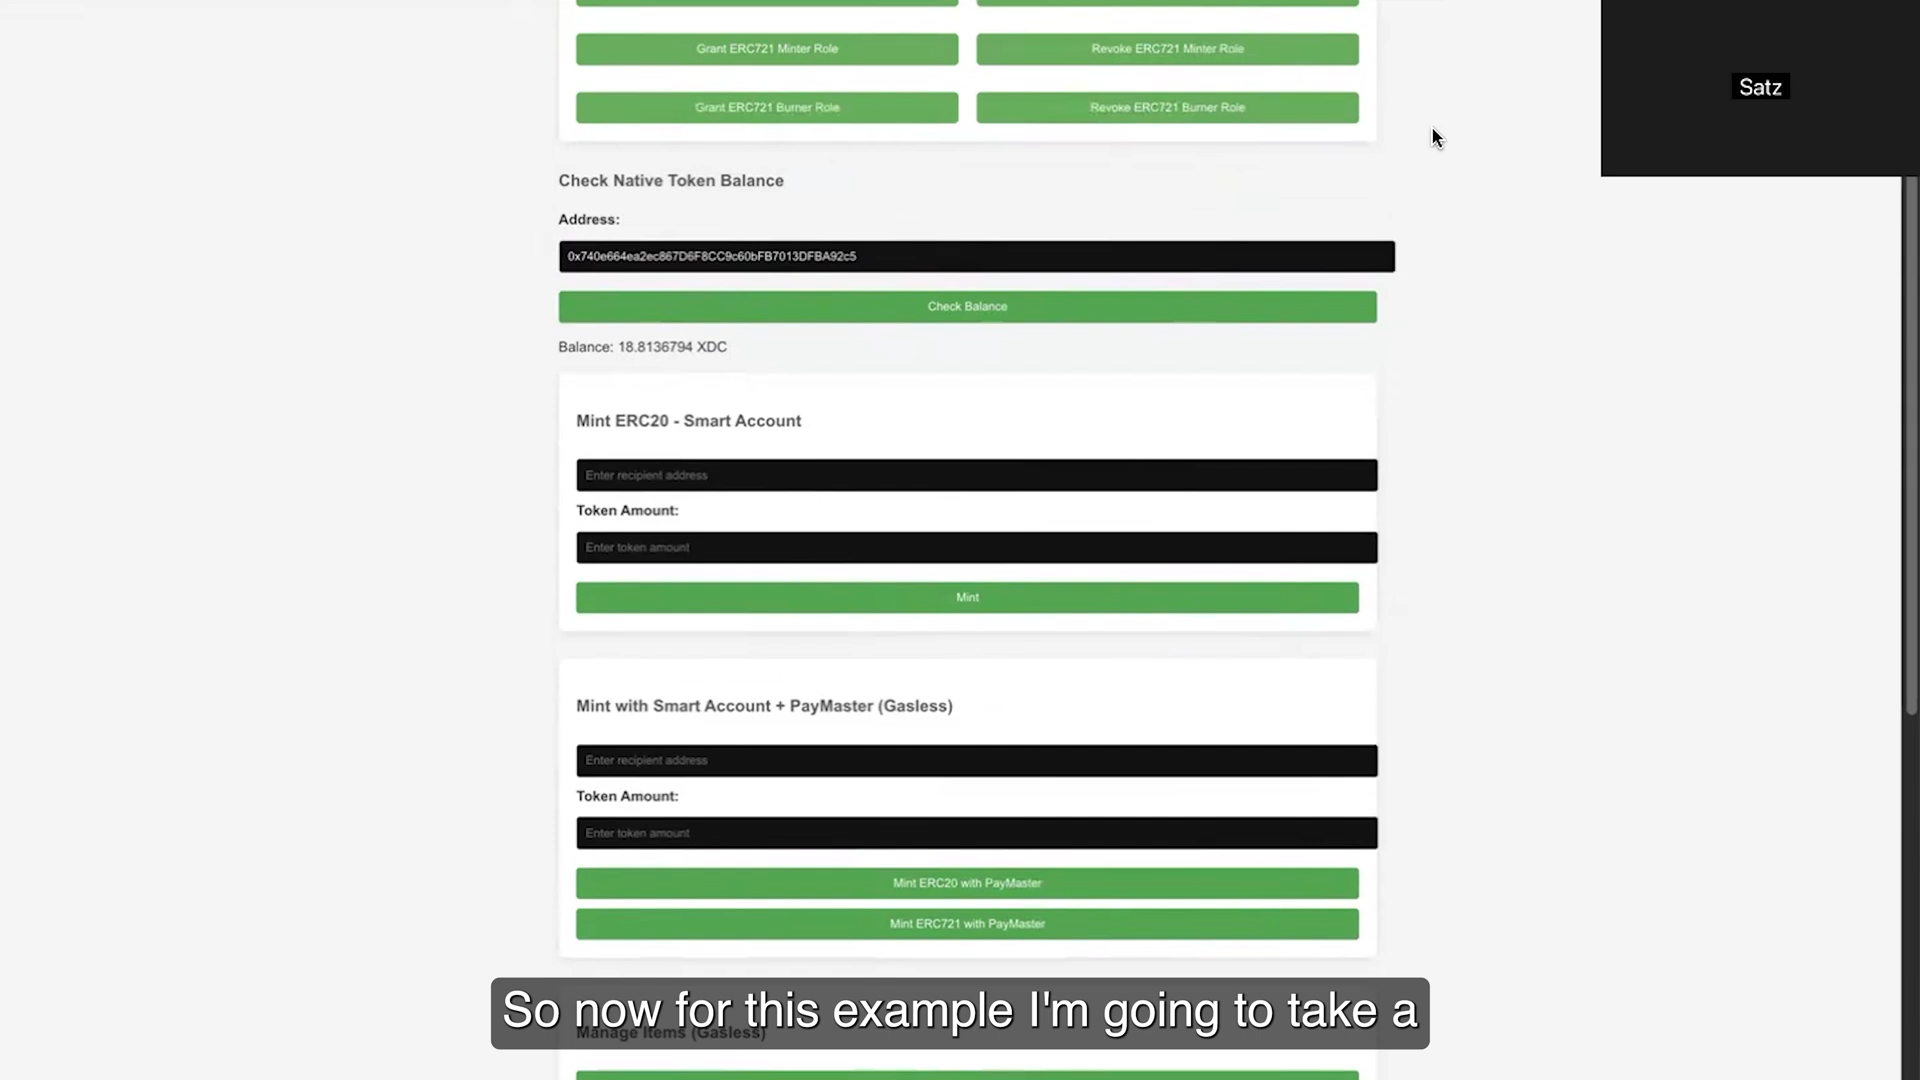 Grant ERC721 Minter Role
Revoke ERC721 Minter Role
Satz
Grant ERC721 Burner Role
Revoke ERC721 Burner Role
Check Native Token Balance
Address:
0x740e664ea2ec867D6F8CC9c60bFB7013DFBA92c5
Check Balance
Balance: 18.8136794 XDC
Mint ERC20 - Smart Account
Enter recipient address
Token Amount:
Enter token amount
Mint
Mint with Smart Account + PayMaster (Gasless)
Enter recipient address
Token Amount:
Enter token amount
Mint ERC20 with PayMaster
Mint ERC721 with PayMaster
So now for this example I'm going to take a
Manage Items (Gasless)